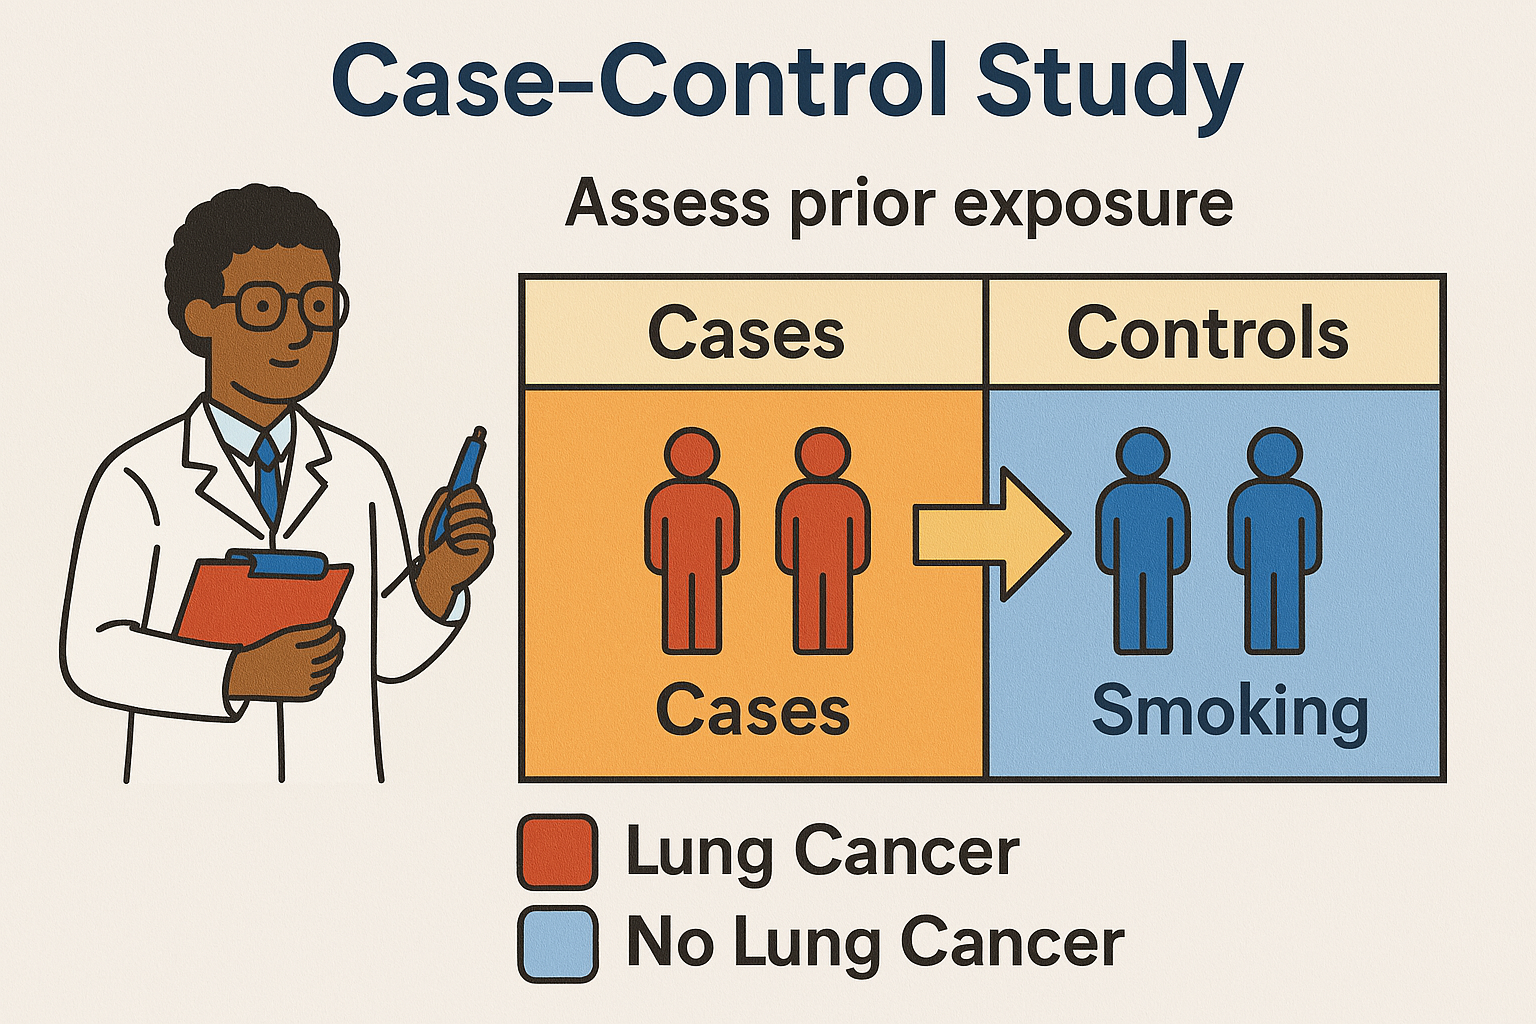 Case-Control Study
Assess prior exposure
Cases
Controls
Cases
Smoking
Lung Cancer
No Lung Cancer